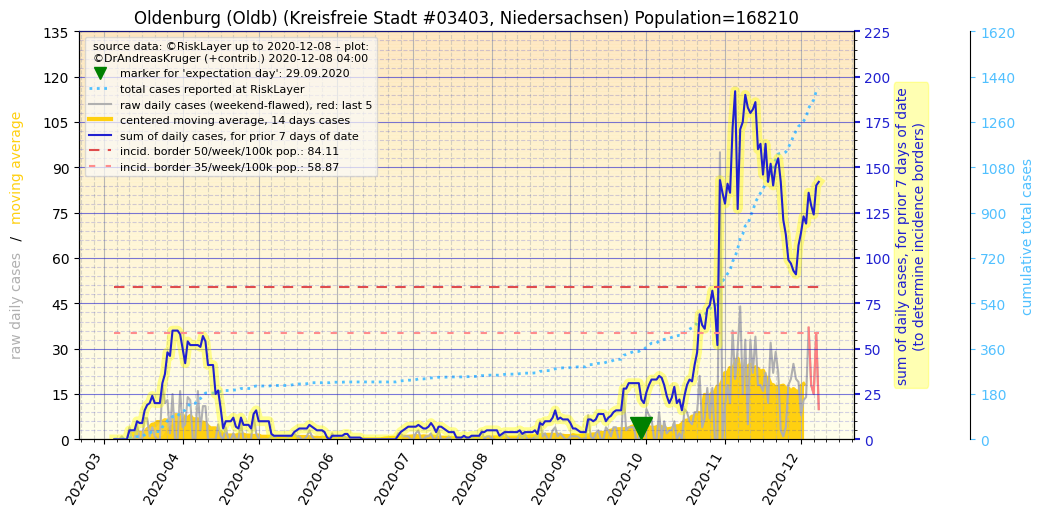 Oldenburg (Oldb) (Kreisfreie Stadt #03403, Niedersachsen) Population=168210
source data: ©RiskLayer up to 2020-12-08 – plot:
©DrAndreasKruger (+contrib.) 2020-12-08 04:00
marker for 'expectation day': 29.09.2020
total cases reported at RiskLayer
raw daily cases (weekend-flawed), red: last 5
centered moving average, 14 days cases
sum of daily cases, for prior 7 days of date
incid. border 50/week/100k pop.: 84.11
incid. border 35/week/100k pop.: 58.87
raw daily cases / moving average
135
120
105
90
75
60
45
30
15
0
225
200
175
150
125
100
75
50
25
0
sum of daily cases, for prior 7 days of date
(to determine incidence borders)
1620
1440
1260
1080
900
720
540
360
180
0
cumulative total cases
2020-03
2020-04
2020-05
2020-06
2020-07
2020-08
2020-09
2020-10
2020-11
2020-12